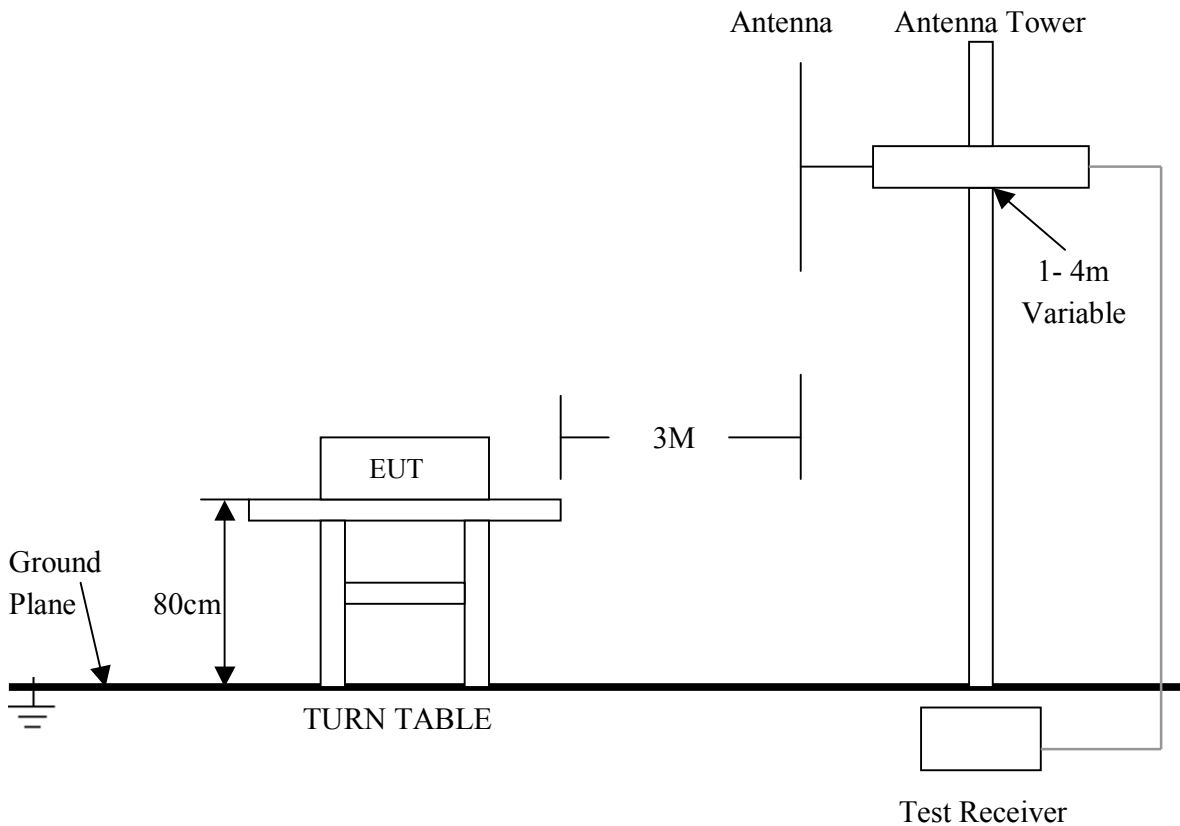 Antenna
Antenna Tower
1- 4m
Variable
3M
EUT
Ground
Plane
80cm
TURN TABLE
Test Receiver